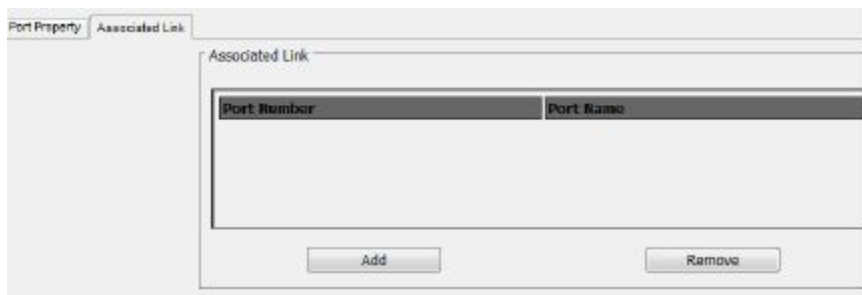 Port Property Associated Link
Associated Link
Port Number Port Name
Add Remove